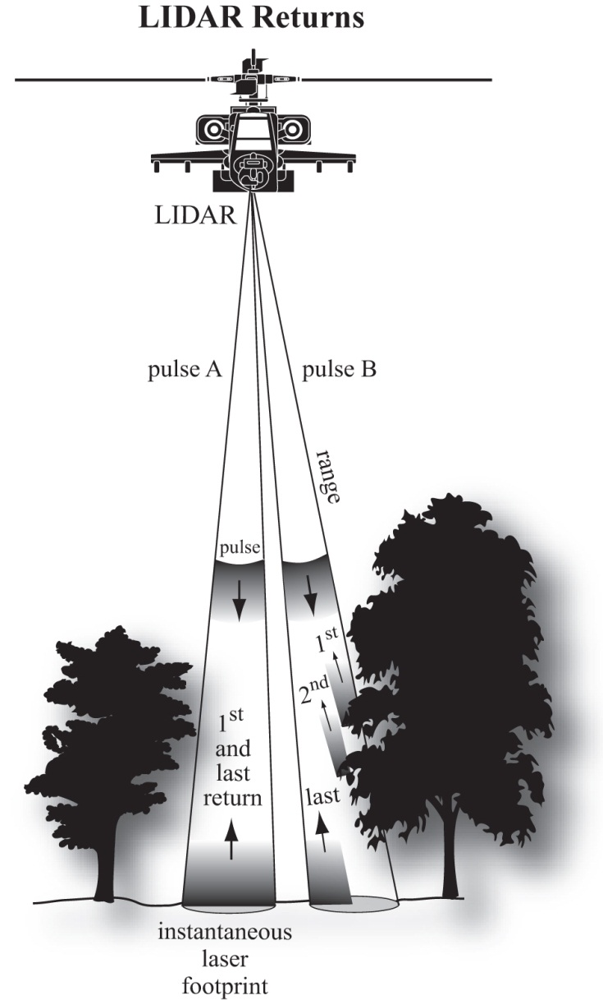 LIDAR Returns
LIDAR
pulse A
pulse B
range
pulse
1st
2nd
1st
and
last
return
last
instantaneous
laser
footprint